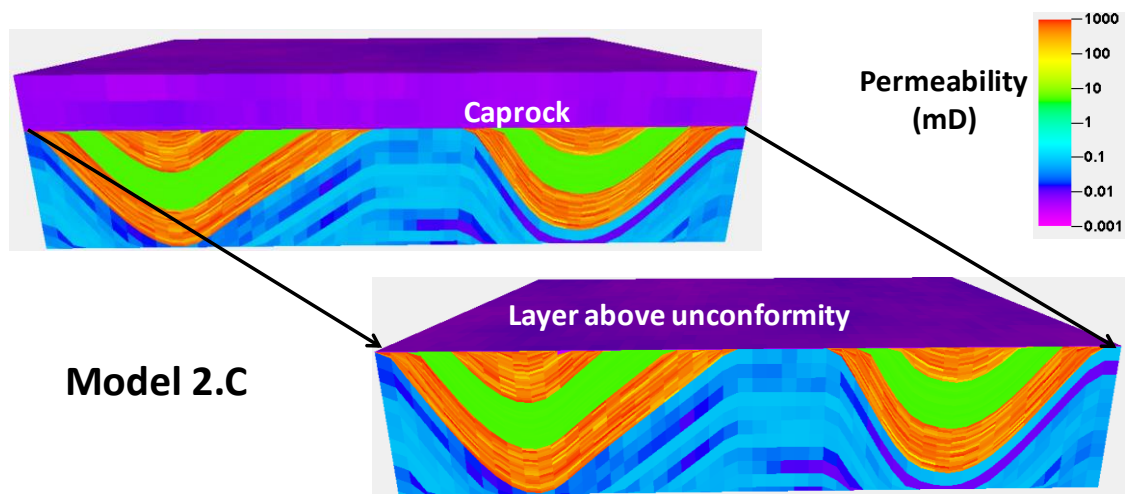 1000
Permeability
(mD)
100
10
1
0.1
0.01
0.001
Caprock
Layer above unconformity
Model 2.C